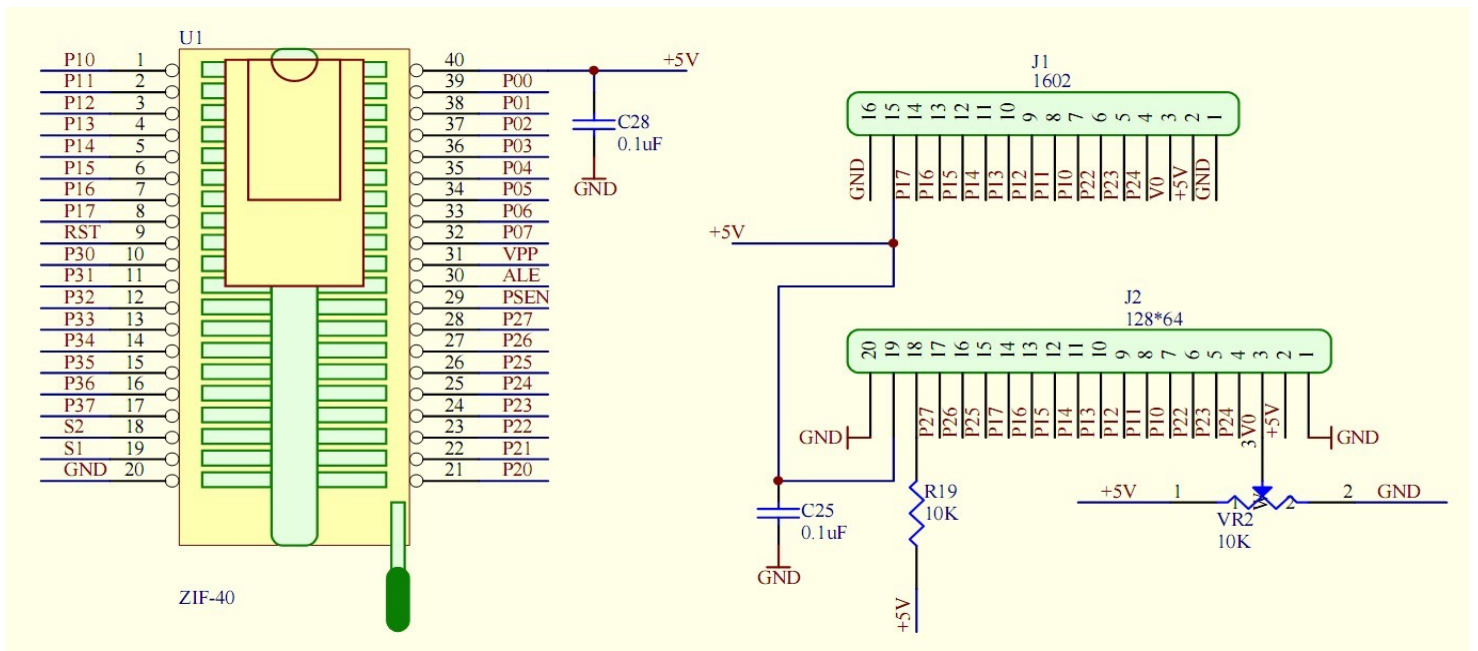 U1
P10 1
P11 2
P12 3
P13 4
P14 5
P15 6
P16 7
P17 8
RST 9
P30 10
P31 11
P32 12
P33 13
P34 14
P35 15
P36 16
P37 17
S2 18
S1 19
GND 20
40 +5V
39 P00
38 P01
37 P02
36 P03
35 P04
34 P05
33 P06
32 P07
31 VPP
30 ALE
29 PSEN
28 P27
27 P26
26 P25
25 P24
24 P23
23 P22
22 P21
21 P20
C28
0.1uF
GND
ZIF-40
J1
1602
16 15 14 13 12 11 10 9 8 7 6 5 4 3 2 1
GND P17 P16 P15 P14 P13 P12 P11 P10 P22 P23 P24 V0 +5V GND
+5V
J2
128*64
20 19 18 17 16 15 14 13 12 11 10 9 8 7 6 5 4 3 2 1
GND P27 P26 P25 P17 P16 P15 P14 P13 P12 P11 P10 P22 P23 P24 V0 +5V GND
3
C25
0.1uF
GND
R19
10K
+5V
+5V 1 1 2 2 GND
VR2
10K